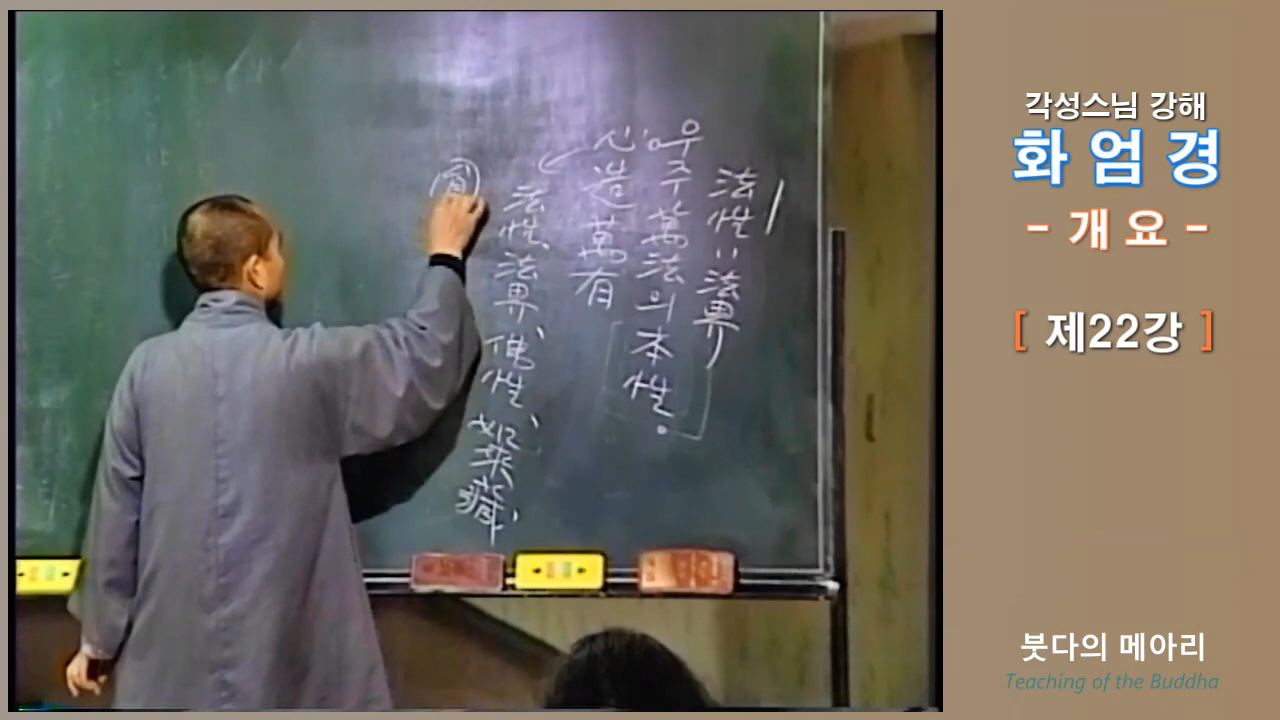 法性(法界)
우주萬法의 本性.
心造萬有
法性、法界、佛性、如來藏、
각성스님 강해
화 엄 경
- 개 요 -
[ 제22강 ]
붓다의 메아리
Teaching of the Buddha